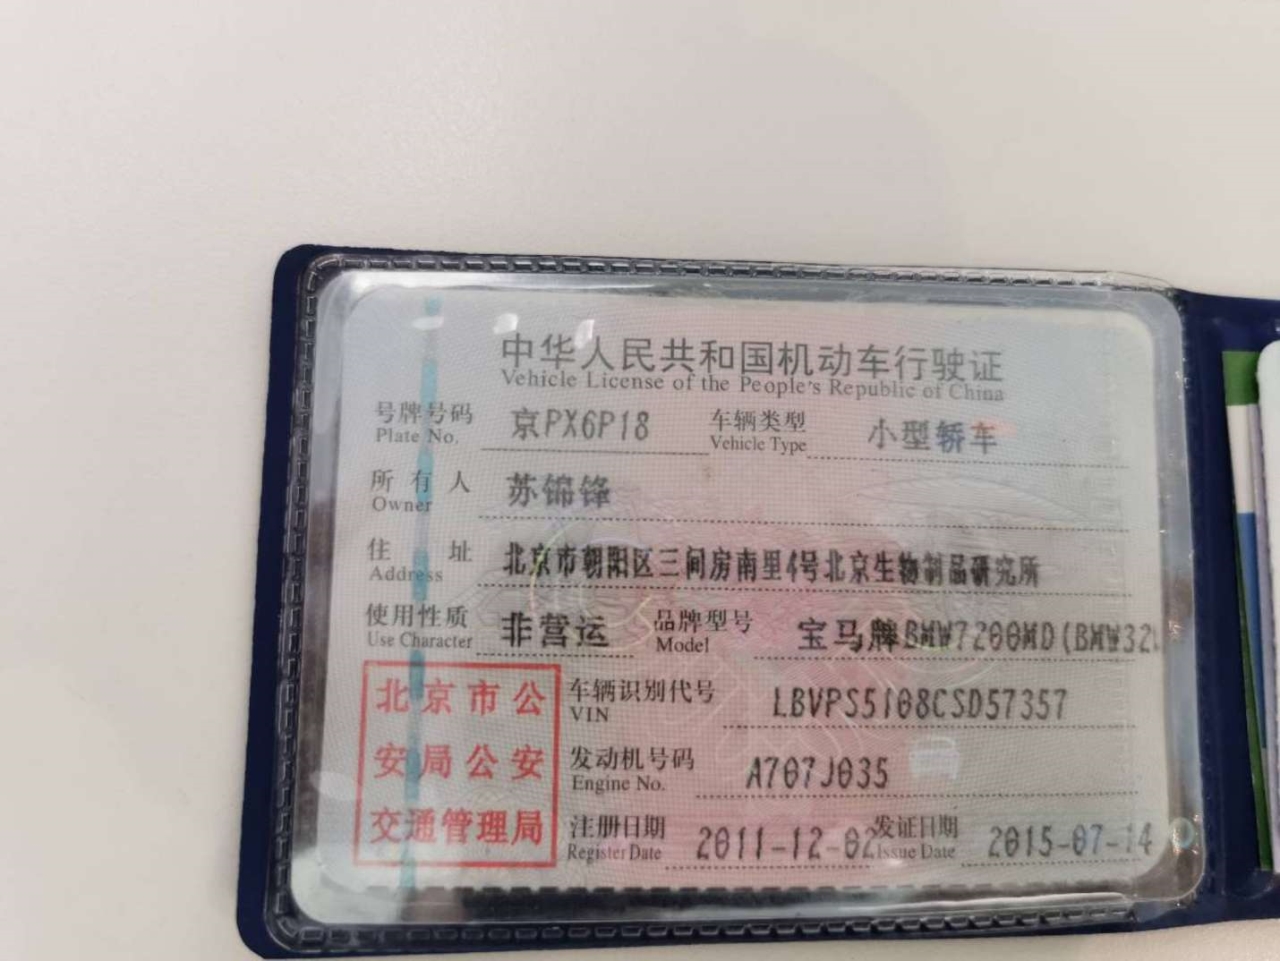 中华人民共和国机动车行驶证
Vehicle License of the People's Republic of China
号牌号码 京PX6P18 车辆类型 小型轿车
Plate No. Vehicle Type
所有人 苏锦锋
Owner
住址 北京市朝阳区三间房南里4号北京生物制品研究所
Address
使用性质 非营运 品牌型号 宝马牌BMW7200MD(BMW32
Use Character Model
北京市公 车辆识别代号 LBVPS5108CSD57357
VIN
安局公安 发动机号码 A707J035
Engine No.
交通管理局 注册日期 2011-12-02 发证日期 2015-07-14
Register Date Issue Date